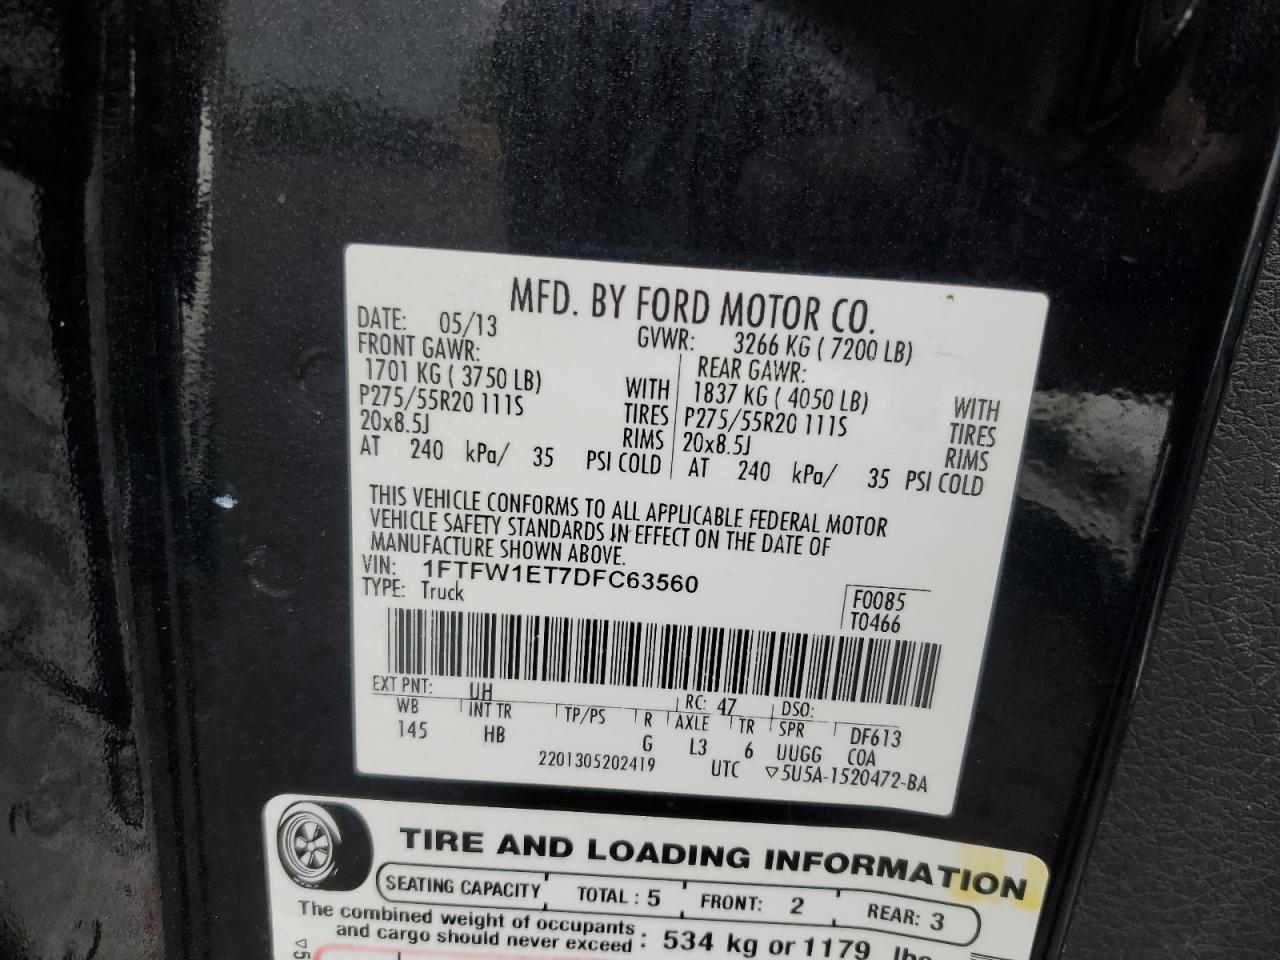 MFD. BY FORD MOTOR CO.
DATE: 05/13 GVWR: 3266 KG ( 7200 LB)
FRONT GAWR: REAR GAWR:
1701 KG ( 3750 LB) WITH 1837 KG ( 4050 LB) WITH
P275/55R20 111S TIRES P275/55R20 111S TIRES
20x8.5J RIMS 20x8.5J RIMS
AT 240 kPa/ 35 PSI COLD AT 240 kPa/ 35 PSI COLD
THIS VEHICLE CONFORMS TO ALL APPLICABLE FEDERAL MOTOR
VEHICLE SAFETY STANDARDS IN EFFECT ON THE DATE OF
MANUFACTURE SHOWN ABOVE.
VIN: 1FTFW1ET7DFC63560
TYPE: Truck
F0085
T0466
EXT PNT: UH RC: 47 DSO:
WB INT TR TP/PS R AXLE TR SPR DF613
145 HB G L3 6 UUGG COA
2201305202419 UTC ▽5U5A-1520472-BA
TIRE AND LOADING INFORMATION
SEATING CAPACITY TOTAL : 5 FRONT: 2 REAR: 3
The combined weight of occupants
and cargo should never exceed : 534 kg or 1179 lbs
▽5